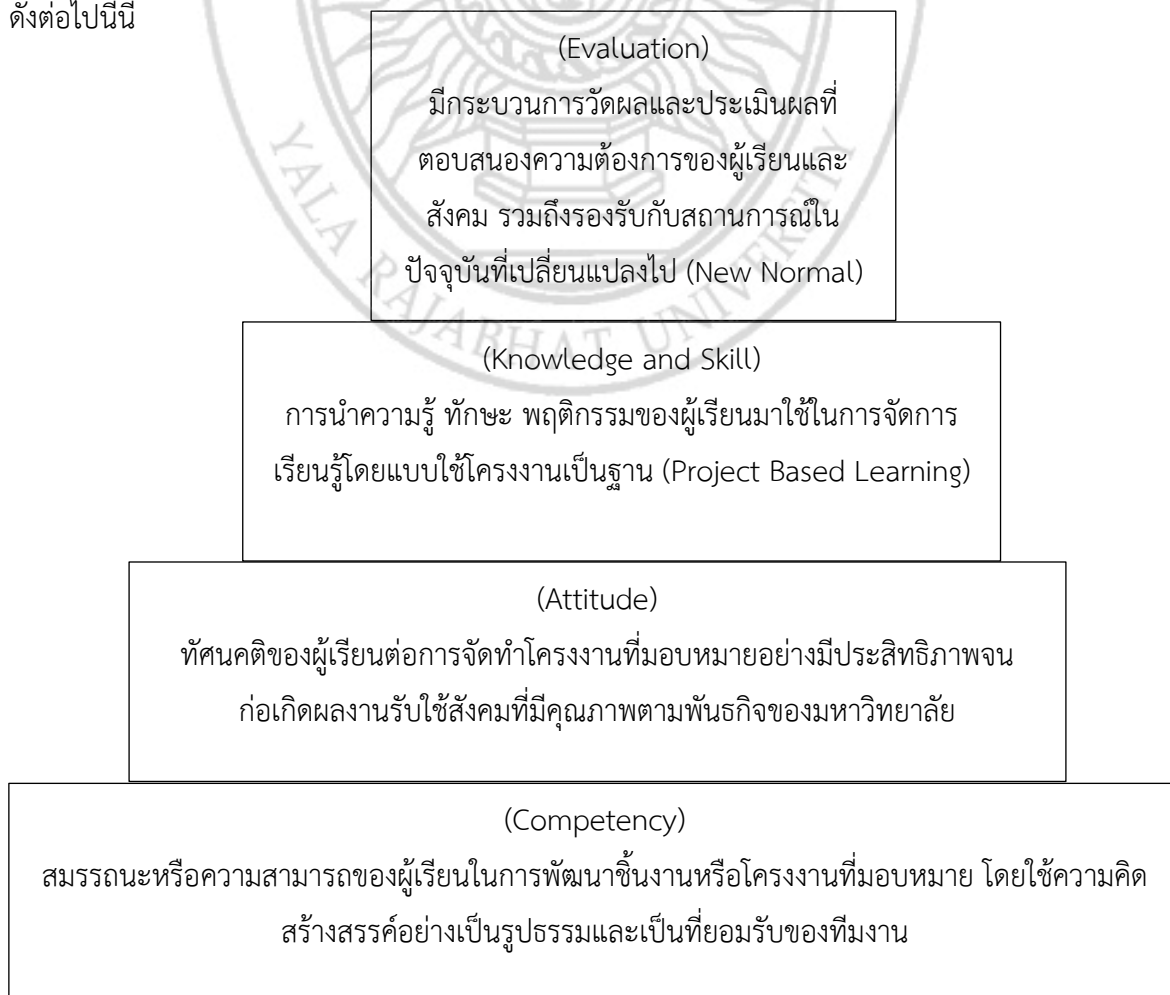 ดังต่อไปนี้นี้
(Evaluation)
มีกระบวนการวัดผลและประเมินผลที่
ตอบสนองความต้องการของผู้เรียนและ
สังคม รวมถึงรองรับกับสถานการณ์ใน
ปัจจุบันที่เปลี่ยนแปลงไป (New Normal)
YALA RAJABHAT UNIVERSITY
(Knowledge and Skill)
การนำความรู้ ทักษะ พฤติกรรมของผู้เรียนมาใช้ในการจัดการ
เรียนรู้โดยแบบใช้โครงงานเป็นฐาน (Project Based Learning)
(Attitude)
ทัศนคติของผู้เรียนต่อการจัดทำโครงงานที่มอบหมายอย่างมีประสิทธิภาพจน
ก่อเกิดผลงานรับใช้สังคมที่มีคุณภาพตามพันธกิจของมหาวิทยาลัย
(Competency)
สมรรถนะหรือความสามารถของผู้เรียนในการพัฒนาชิ้นงานหรือโครงงานที่มอบหมาย โดยใช้ความคิด
สร้างสรรค์อย่างเป็นรูปธรรมและเป็นที่ยอมรับของทีมงาน